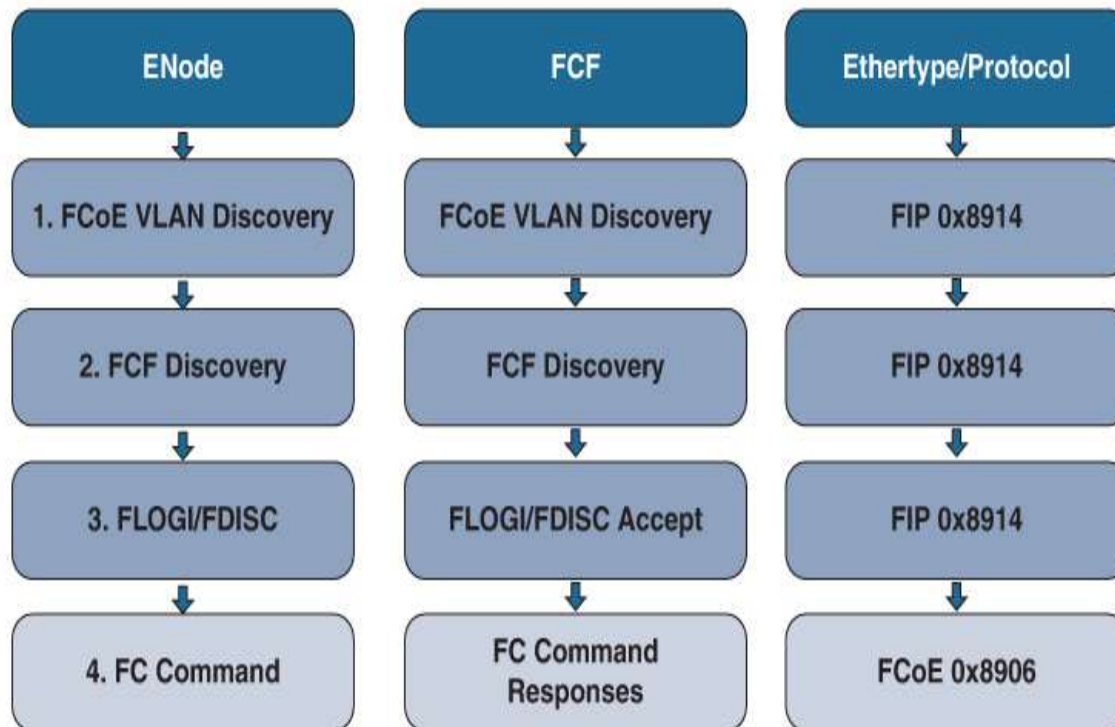 ENode
FCF
Ethertype/Protocol
1. FCoE VLAN Discovery
FCoE VLAN Discovery
FIP 0x8914
2. FCF Discovery
FCF Discovery
FIP 0x8914
3. FLOGI/FDISC
FLOGI/FDISC Accept
FIP 0x8914
4. FC Command
FC Command
Responses
FCoE 0x8906